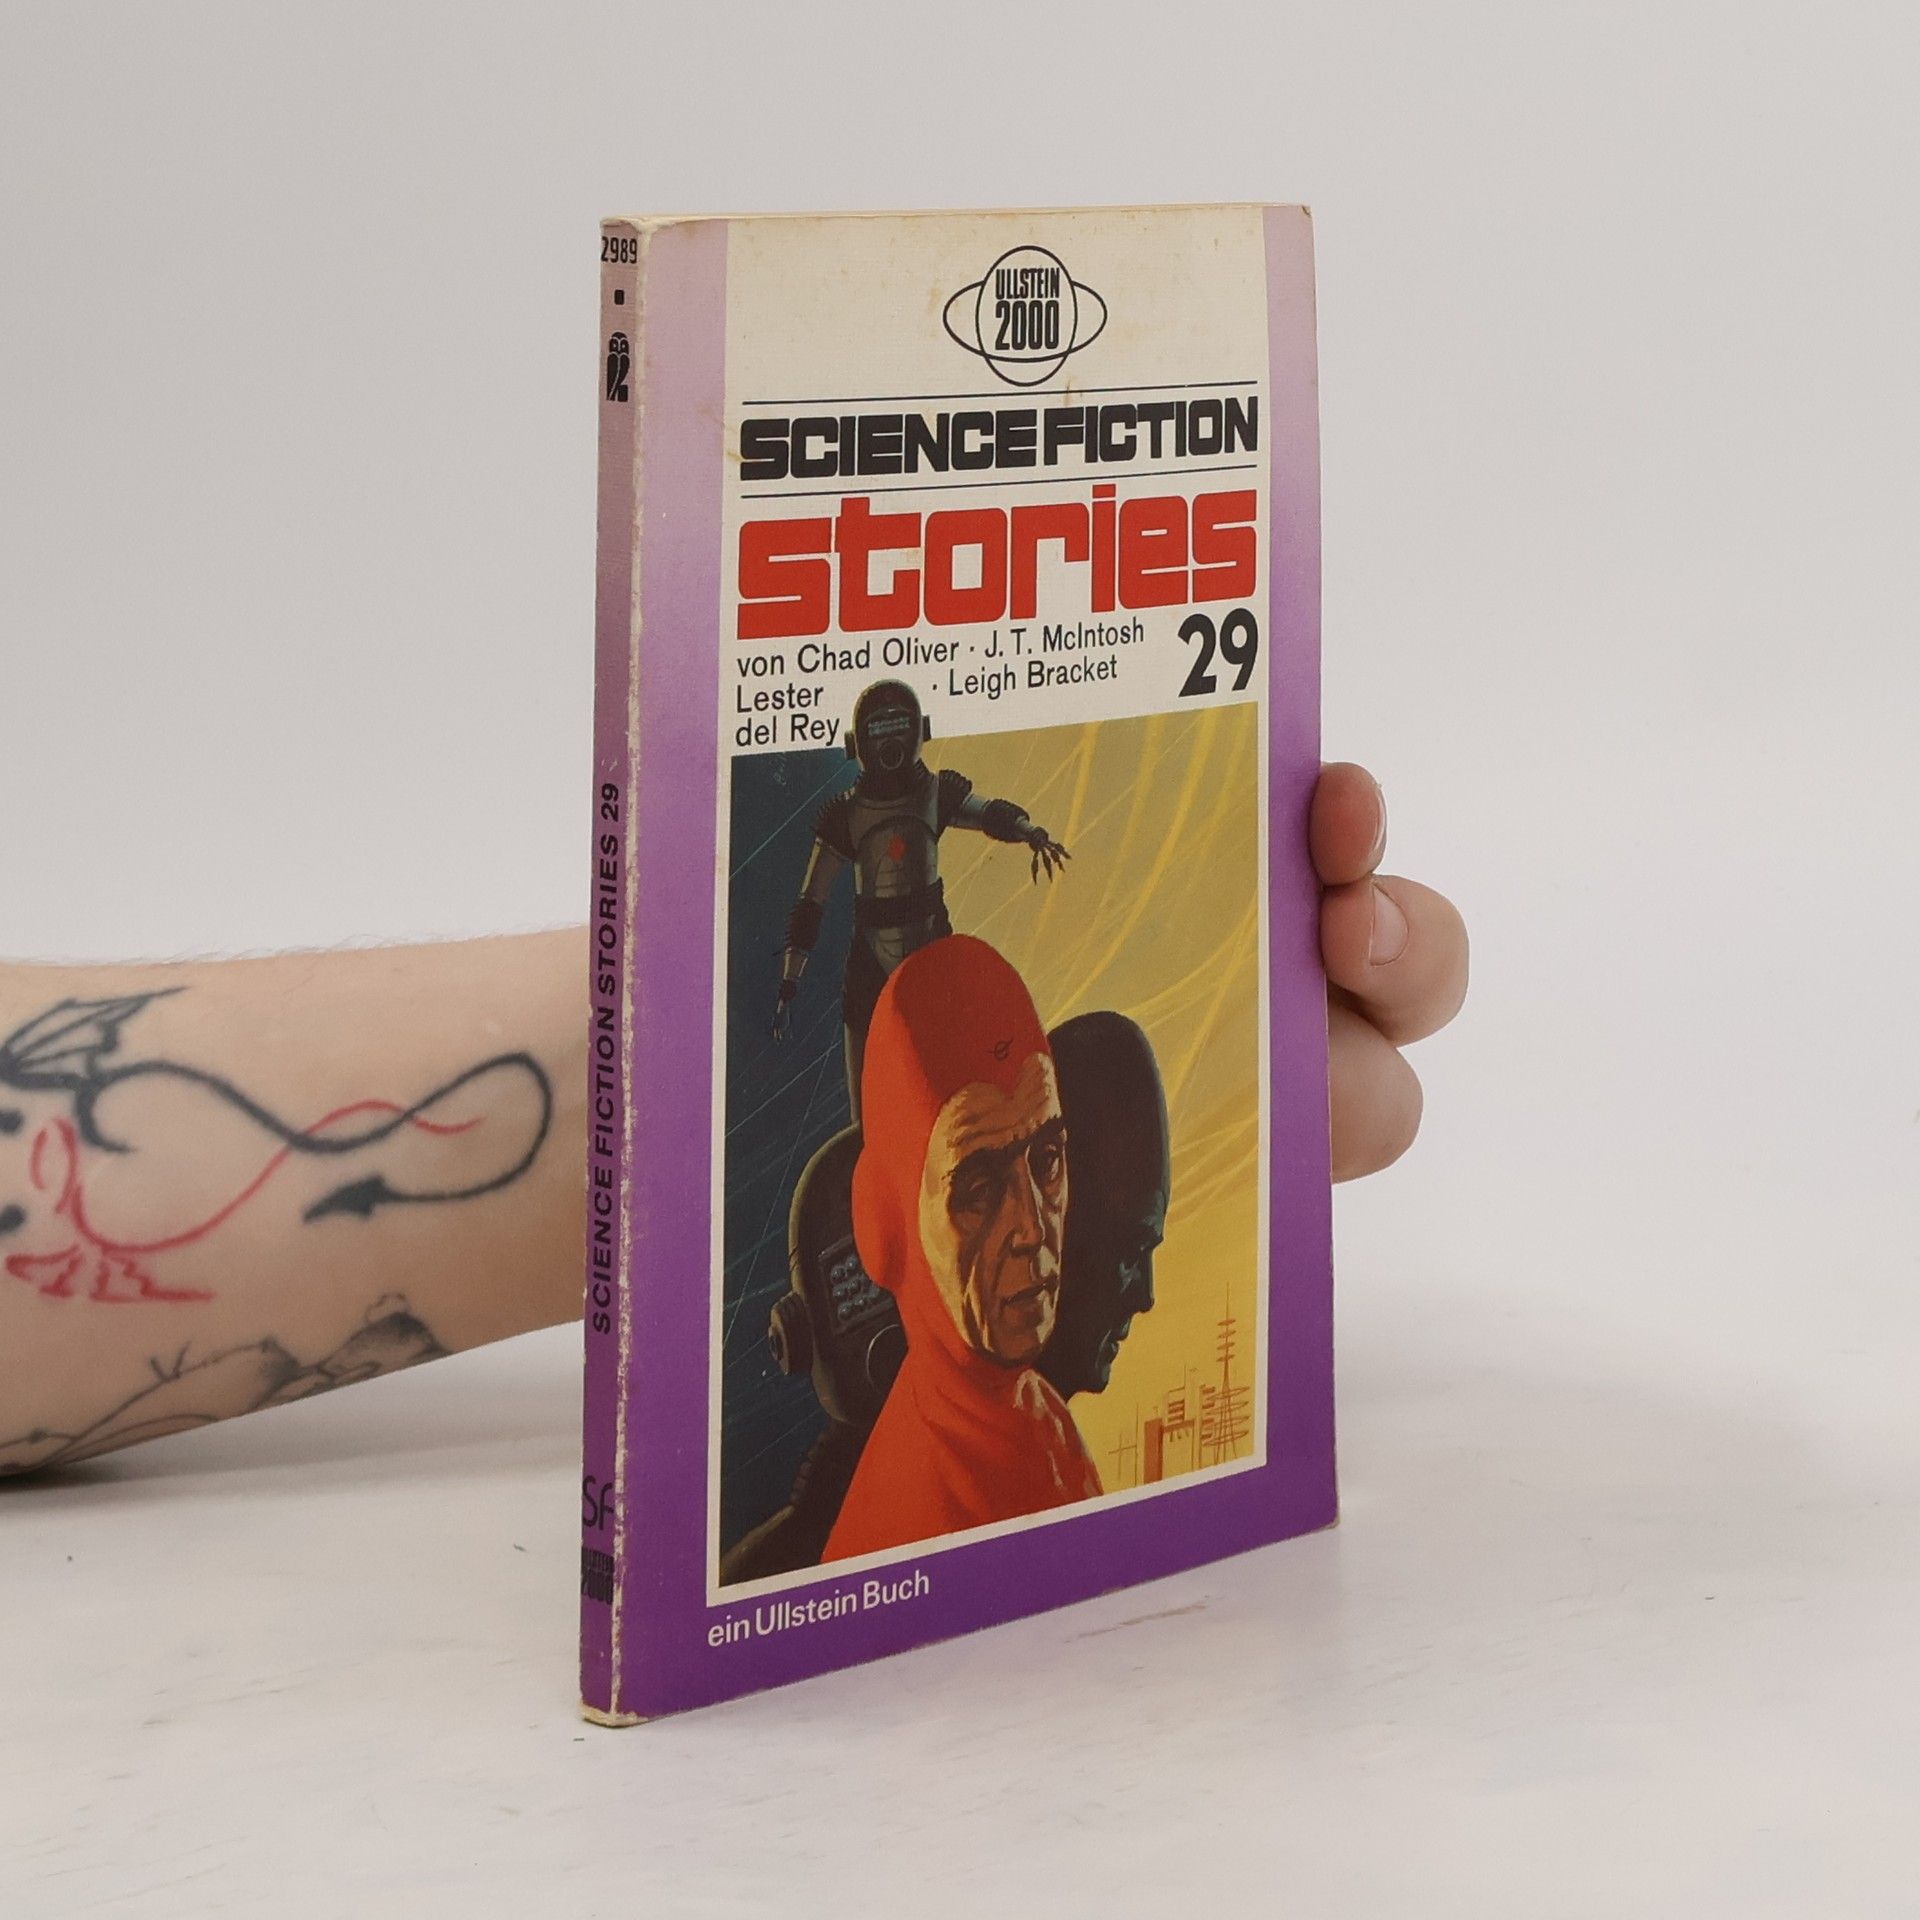 2989
SCIENCE FICTION STORIES 29
Sf
ULLSTEIN
2000
ULLSTEIN
2000
SCIENCE FICTION
stories
29
von Chad Oliver · J. T. McIntosh
Lester · Leigh Bracket
del Rey
ein Ullstein Buch